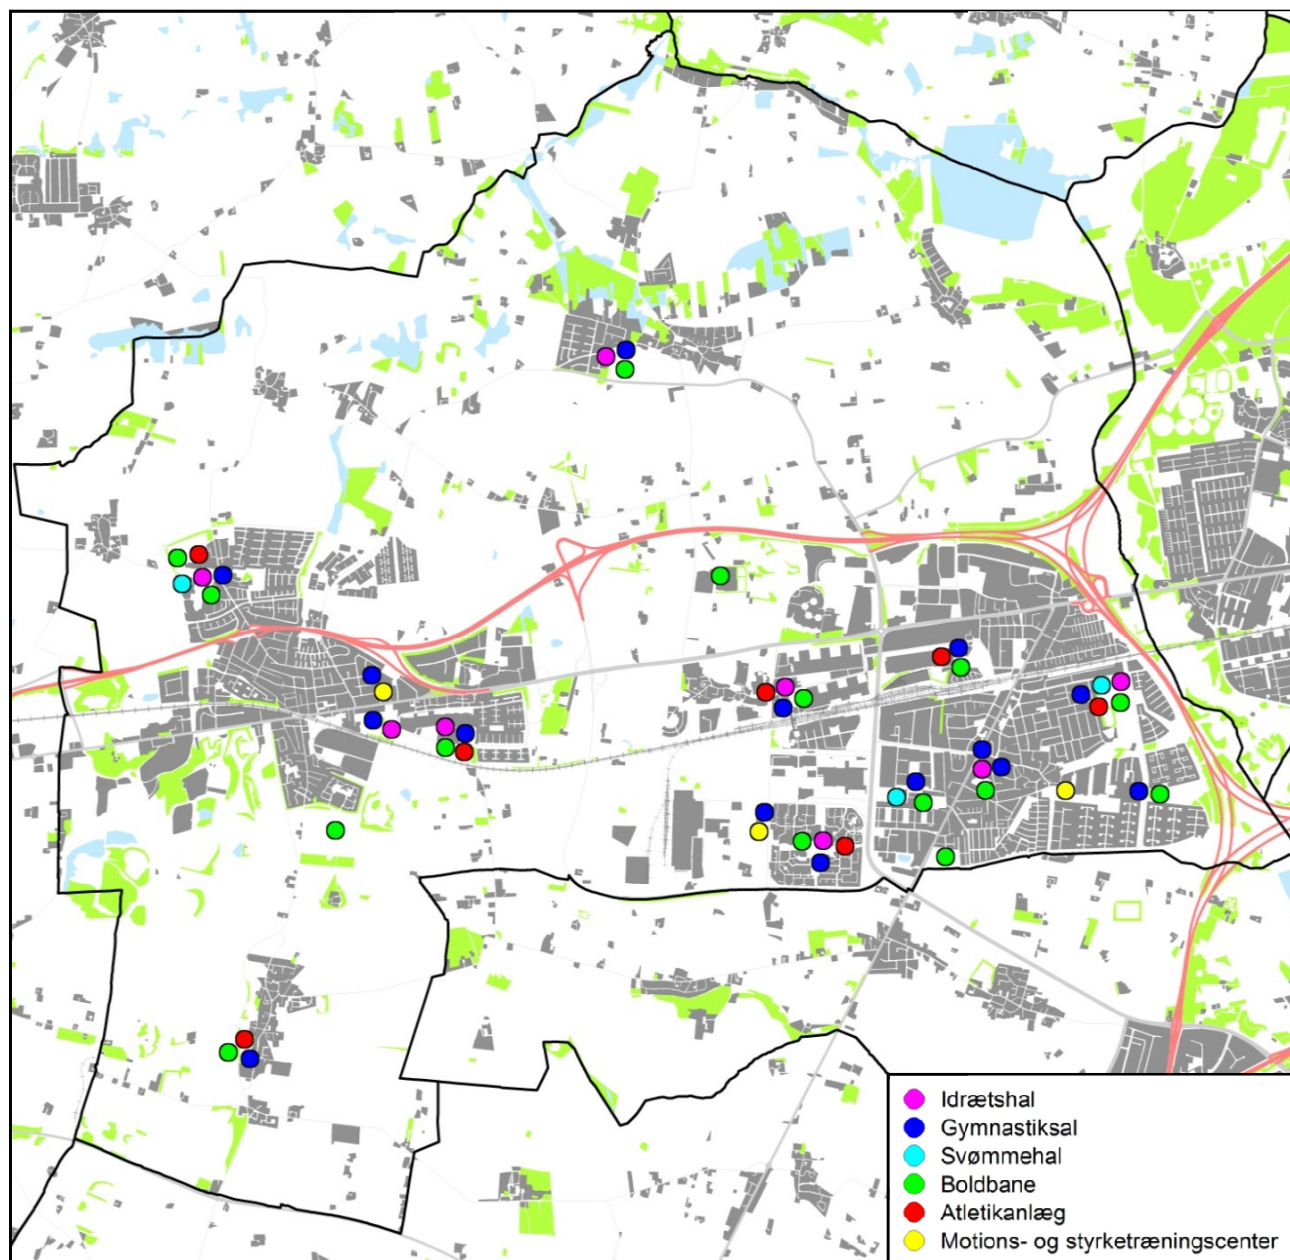 Idrætshal
Gymnastiksal
Svømmehal
Boldbane
Atletikanlæg
Motions- og styrketræningscenter